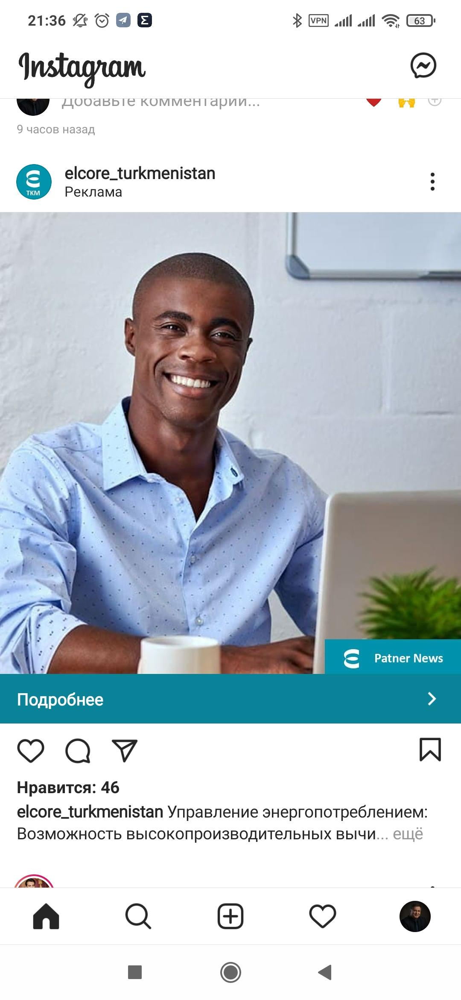 21:36
VPN
63
Instagram
Добавьте комментарий...
9 часов назад
TKM
elcore_turkmenistan
Реклама
Patner News
Подробнее
Нравится: 46
elcore_turkmenistan Управление энергопотреблением:
Возможность высокопроизводительных вычи... ещё